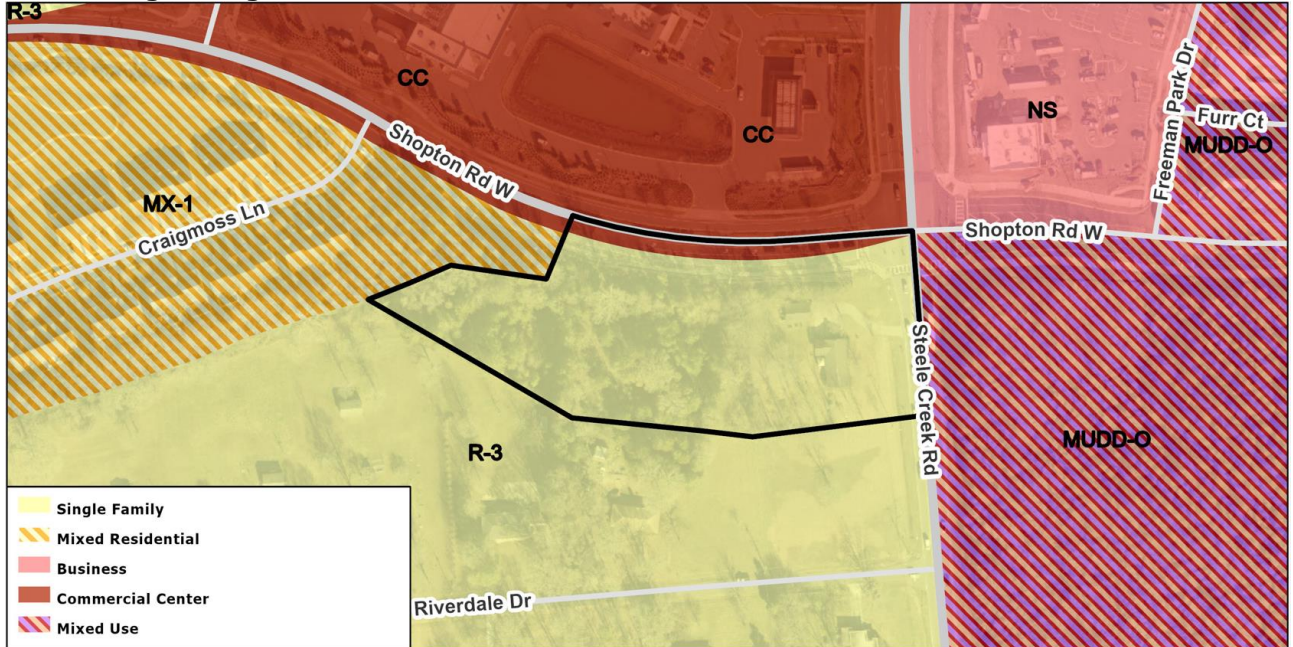 R-3
CC
CC
NS
Freeman Park Dr
Furr Ct
MUDD-O
Shopton Rd W
MX-1
Craigmoss Ln
Shopton Rd W
Steele Creek Rd
R-3
MUDD-O
Riverdale Dr
Single Family
Mixed Residential
Business
Commercial Center
Mixed Use